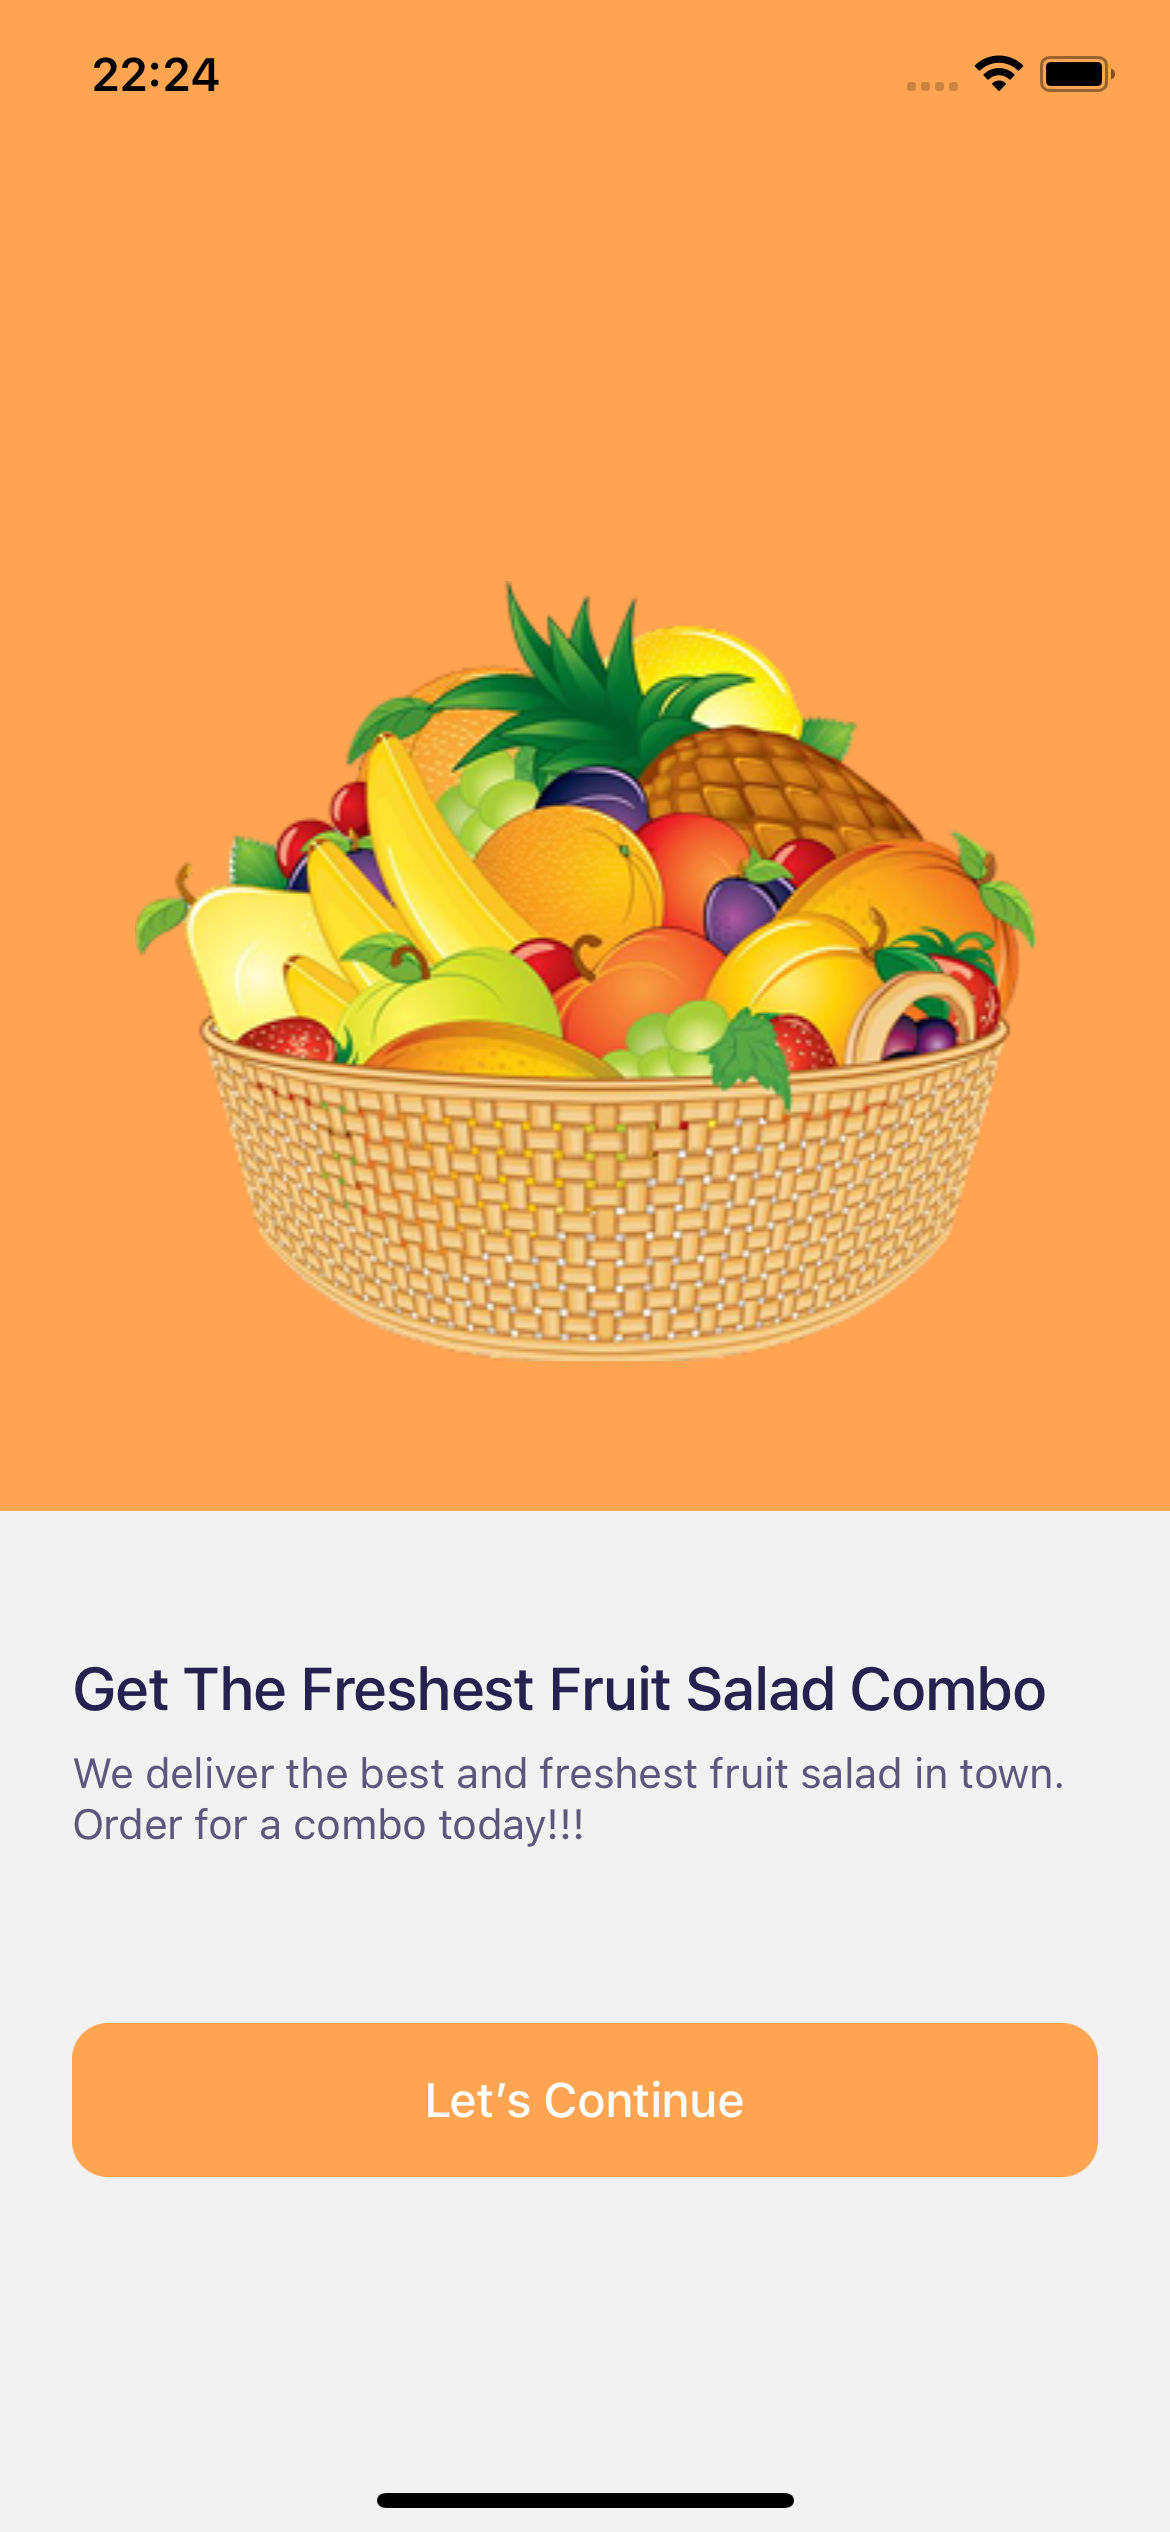 22:24
Get The Freshest Fruit Salad Combo
We deliver the best and freshest fruit salad in town.
Order for a combo today!!!
Let’s Continue